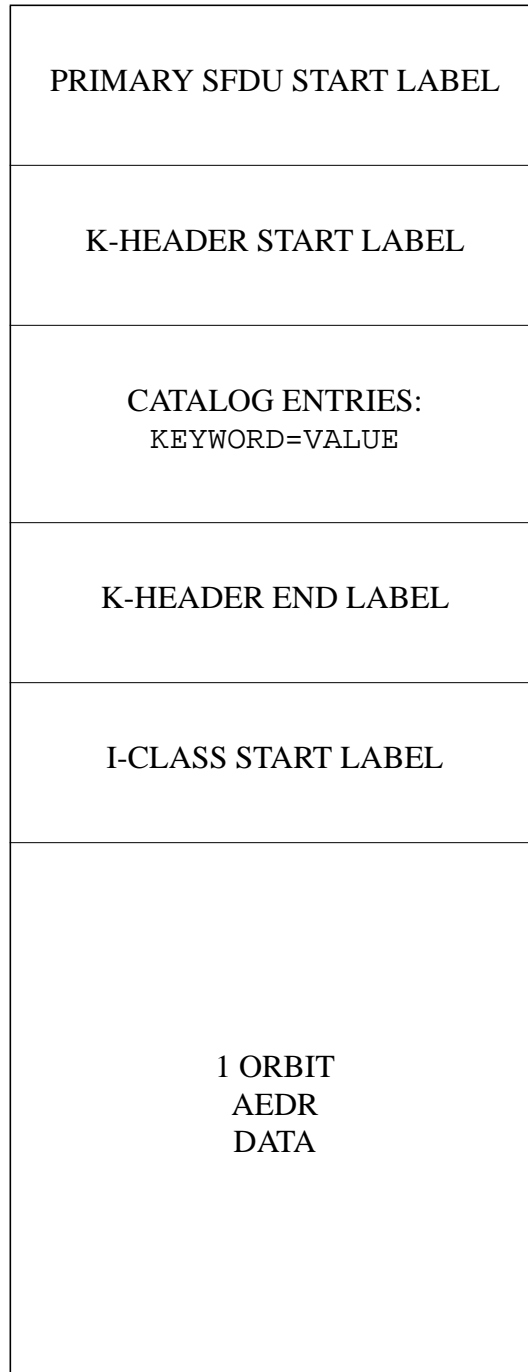 PRIMARY SFDU START LABEL
K-HEADER START LABEL
CATALOG ENTRIES:
KEYWORD=VALUE
K-HEADER END LABEL
I-CLASS START LABEL
1 ORBIT
AEDR
DATA